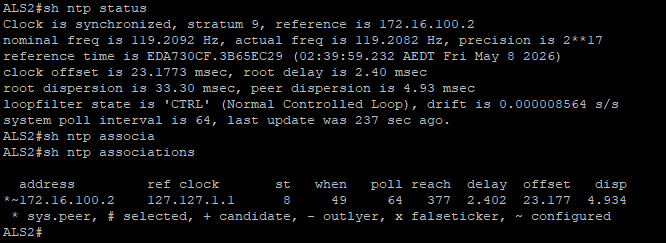 ALS2#sh ntp status
Clock is synchronized, stratum 9, reference is 172.16.100.2
nominal freq is 119.2092 Hz, actual freq is 119.2082 Hz, precision is 2**17
reference time is EDA730CF.3B65EC29 (02:39:59.232 AEDT Fri May 8 2026)
clock offset is 23.1773 msec, root delay is 2.40 msec
root dispersion is 33.30 msec, peer dispersion is 4.93 msec
loopfilter state is 'CTRL' (Normal Controlled Loop), drift is 0.000008564 s/s
system poll interval is 64, last update was 237 sec ago.
ALS2#sh ntp associa
ALS2#sh ntp associations
address ref clock st when poll reach delay offset disp
*~172.16.100.2 127.127.1.1 8 49 64 377 2.402 23.177 4.934
* sys.peer, # selected, + candidate, - outlyer, x falseticker, ~ configured
ALS2#